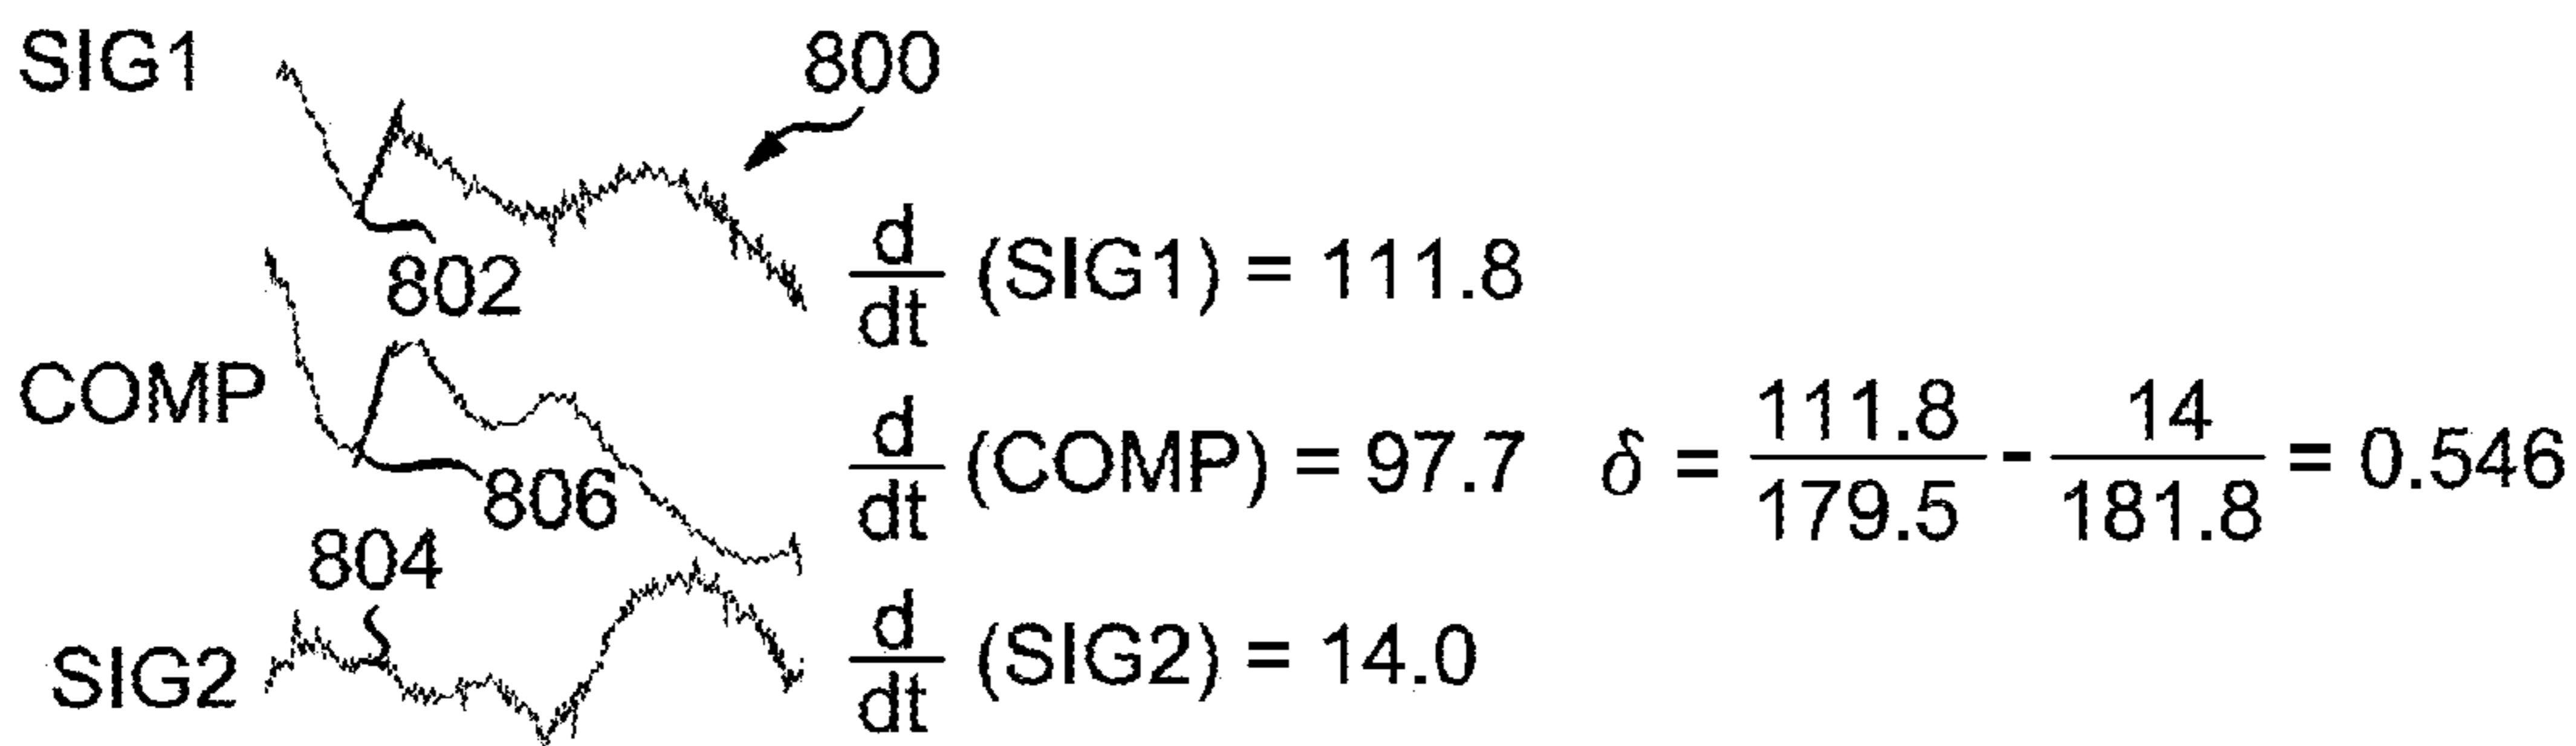 SIG1
800
802
d/dt (SIG1) = 111.8
COMP
806
d/dt (COMP) = 97.7 δ = 111.8/179.5 - 14/181.8 = 0.546
804
SIG2
d/dt (SIG2) = 14.0